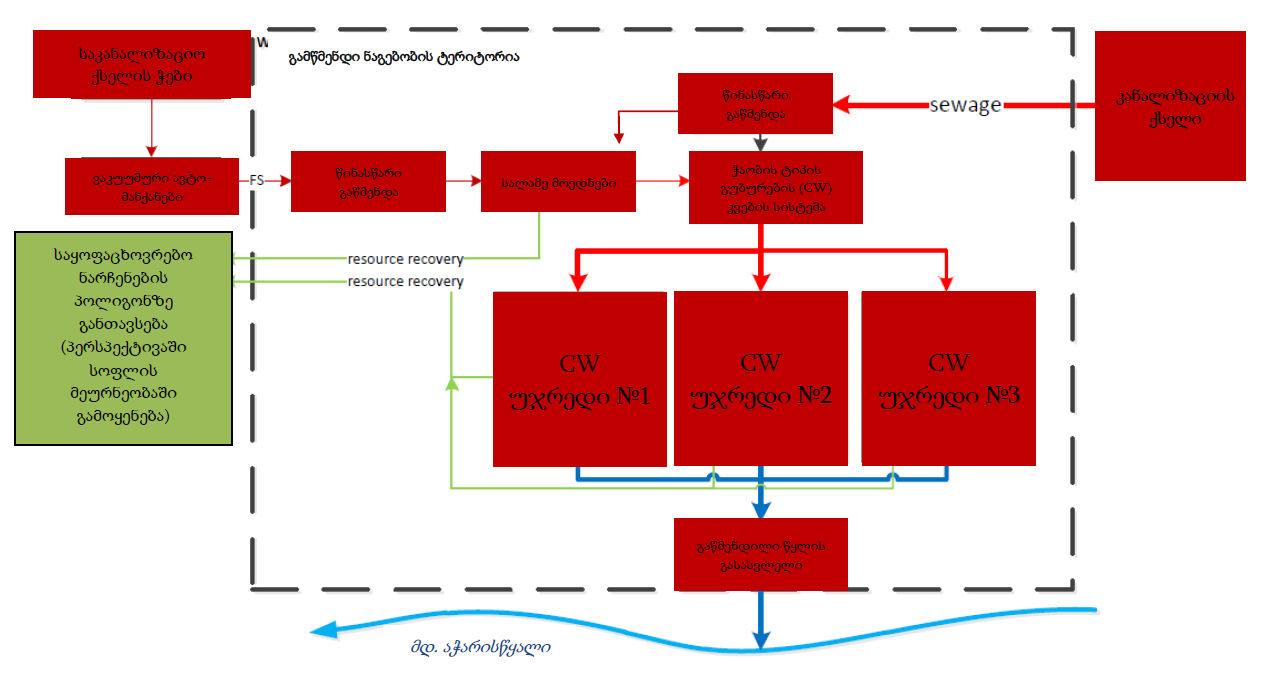 საკანალიზაციო
ქსელის ჭები
W
გამწმენდი ნაგებობის ტერიტორია
წინასწარი
გაწმენდა
sewage
კანალიზაციის
ქსელი
ვაკუუმური ავტო-
მანქანები
FS
წინასწარი
გაწმენდა
სალამე მოედნები
ჭაობის ტიპის
გუბურების (CW)
კვების სისტემა
საყოფაცხოვრებო
ნარჩენების
პოლიგონზე
განთავსება
(პერსპექტივაში
სოფლის
მეურნეობაში
გამოყენება)
resource recovery
resource recovery
CW
უჯრედი №1
CW
უჯრედი №2
CW
უჯრედი №3
გაწმენდილი წყლის
გასასვლელი
მდ. აჭარისწყალი